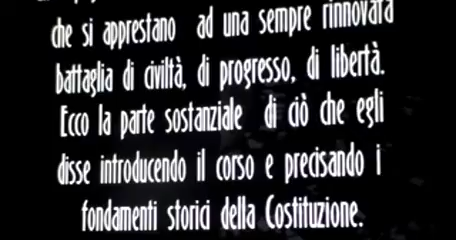 che si apprestano ad una sempre rinnovata
battaglia di civiltà, di progresso, di libertà.
Ecco la parte sostanziale di ciò che egli
disse introducendo il corso e precisando i
fondamenti storici della Costituzione.